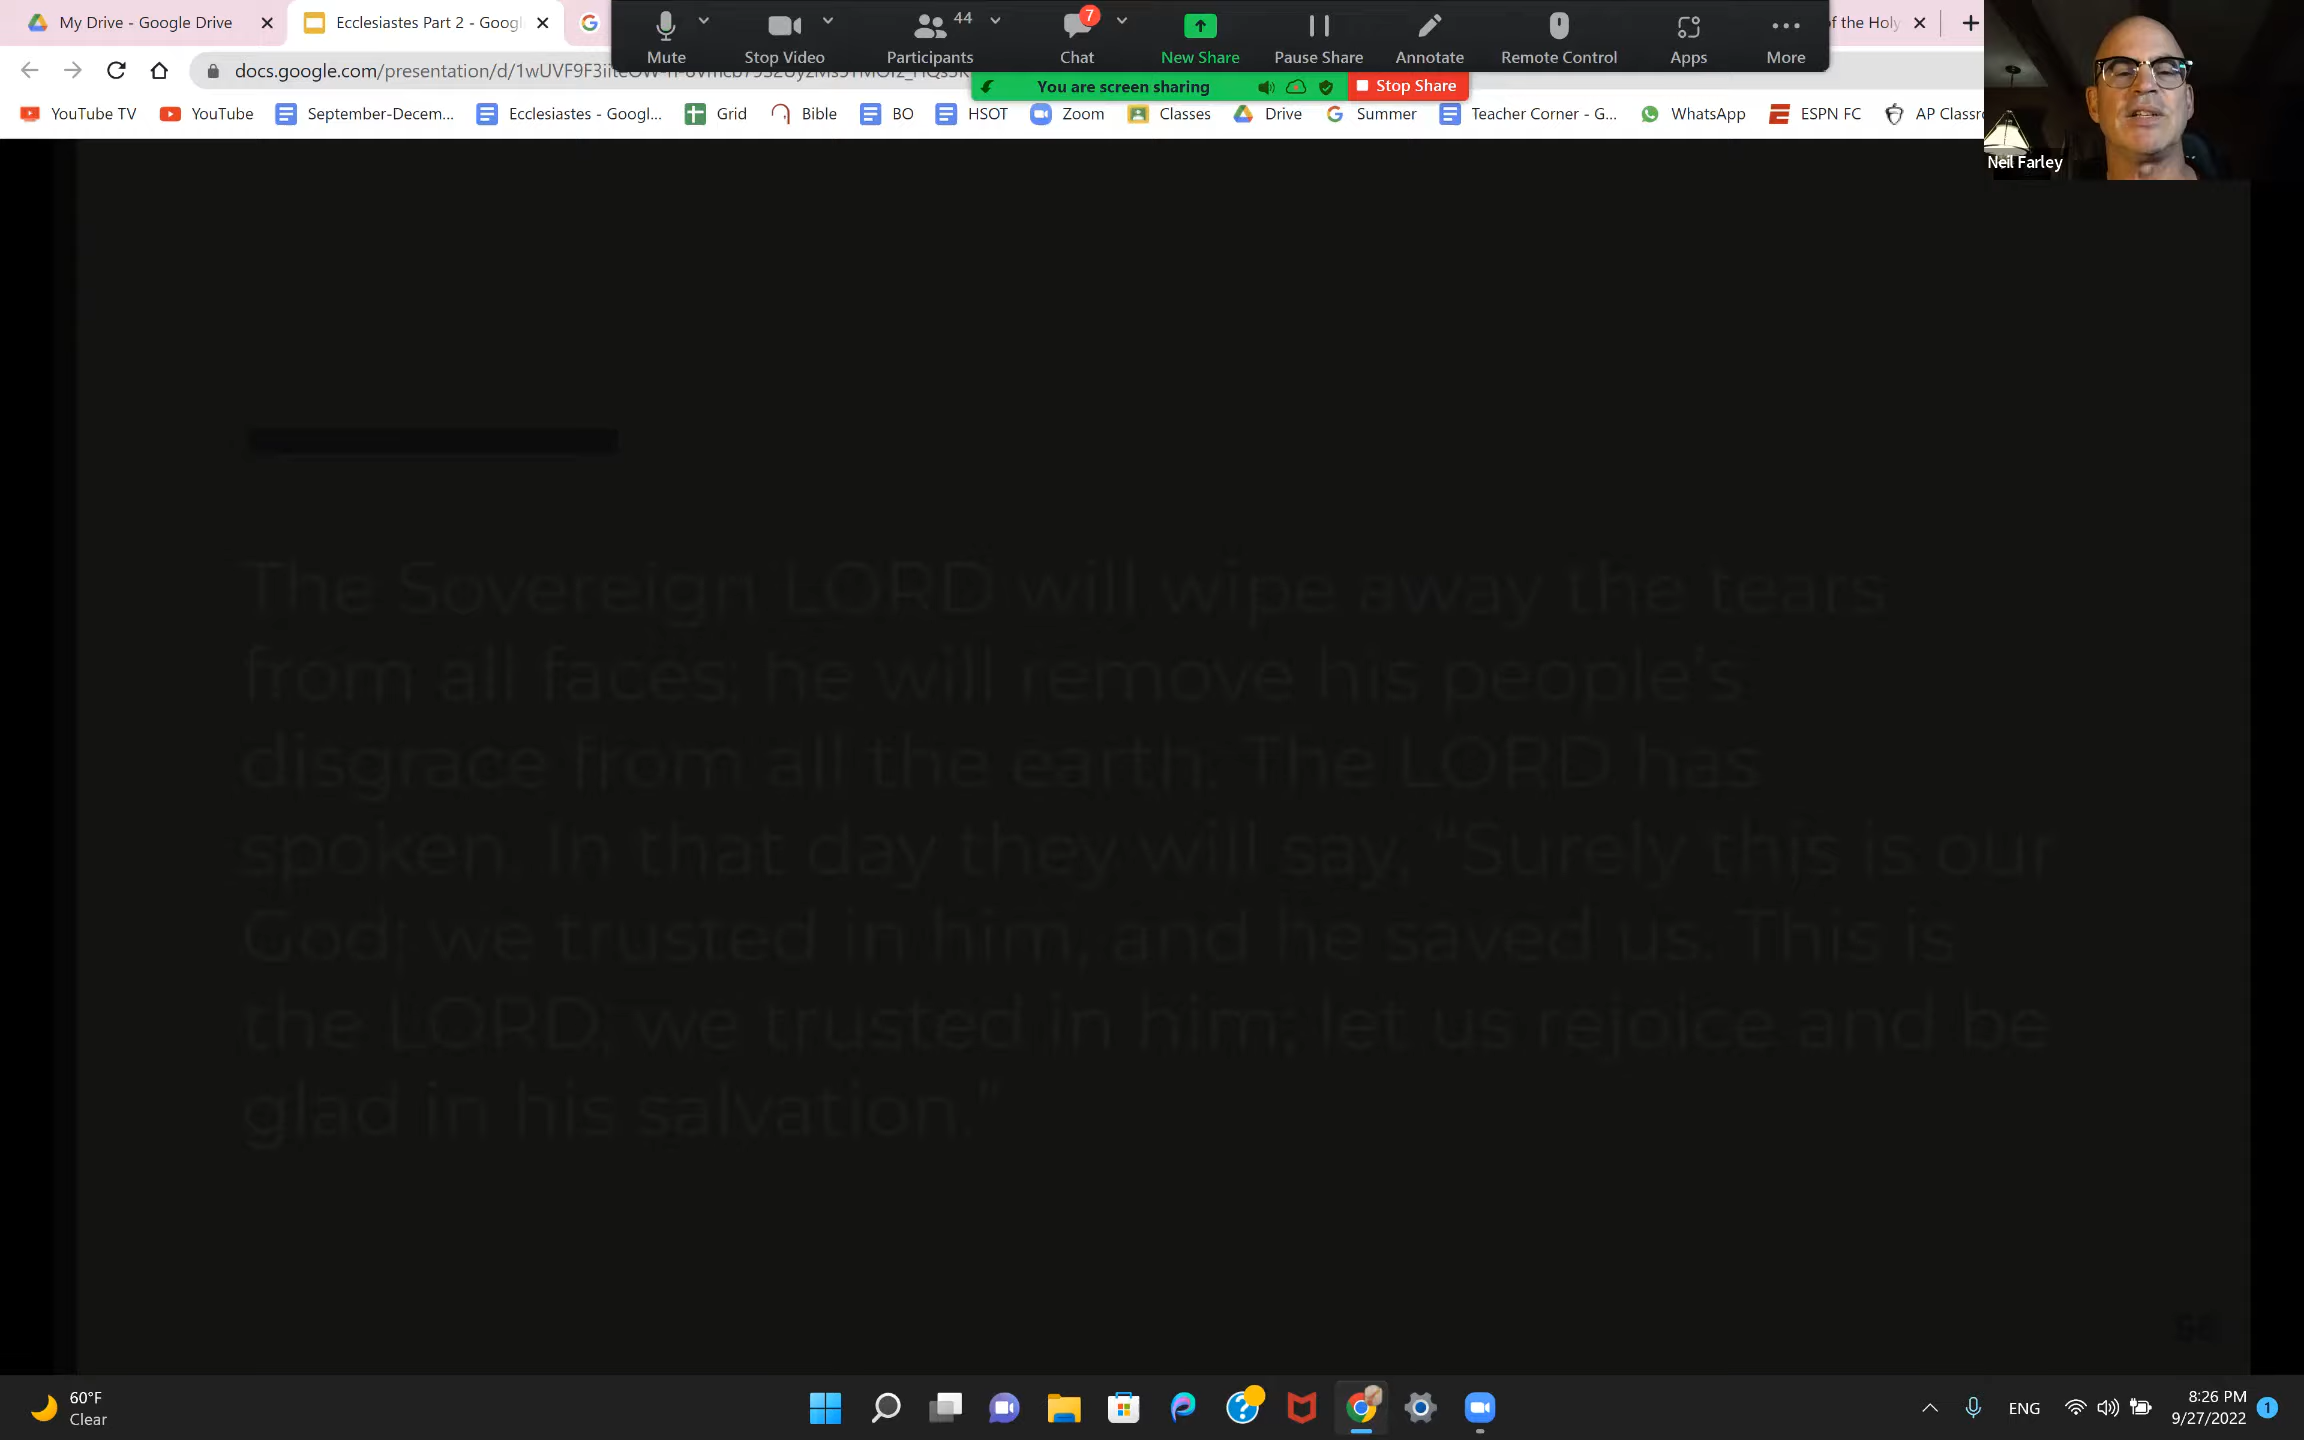 My Drive - Google Drive
Ecclesiastes Part 2 - Googl
44
7
Mute
Stop Video
Participants
Chat
New Share
Pause Share
Annotate
Remote Control
Apps
More
of the Holy
docs.google.com/presentation/d/
You are screen sharing
Stop Share
YouTube TV
YouTube
September-Decem...
Ecclesiastes - Googl...
Grid
Bible
BO
HSOT
Zoom
Classes
Drive
Summer
Teacher Corner - G...
WhatsApp
ESPN FC
AP Classr
Neil Farley
The Sovereign LORD will wipe away the tears
from all faces; he will remove his people's
disgrace from all the earth. The LORD has
spoken. In that day they will say, “Surely this is our
God; we trusted in him, and he saved us. This is
the LORD, we trusted in him; let us rejoice and be
glad in his salvation.”
60°F
Clear
ENG
8:26 PM
9/27/2022
1